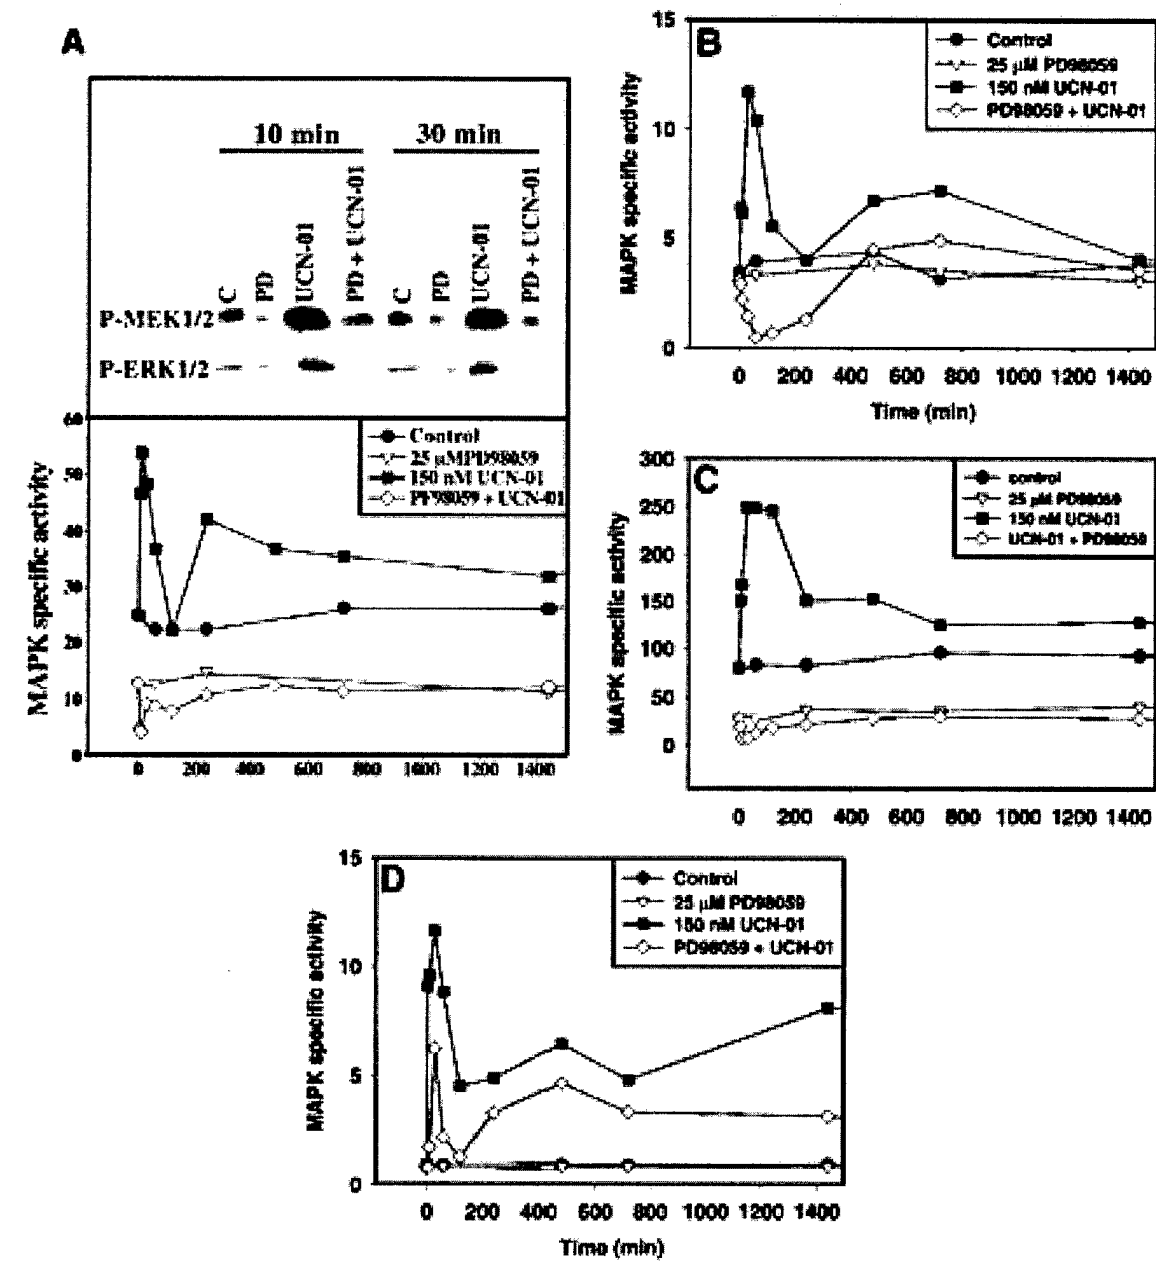 A
10 min 30 min
C PD UCN-01 PD + UCN-01 C PD UCN-01 PD + UCN-01
P-MEK1/2
P-ERK1/2
MAPK specific activity
60
50
40
30
20
10
0
Control
25 µMPD98059
150 nM UCN-01
PF98059 + UCN-01
0 200 400 600 800 1000 1200 1400
B
MAPK specific activity
15
10
5
0
Control
25 µM PD98059
150 nM UCN-01
PD98059 + UCN-01
0 200 400 600 800 1000 1200 1400
Time (min)
C
MAPK specific activity
300
250
200
150
100
50
0
control
25 µM PD98059
150 nM UCN-01
UCN-01 + PD98059
0 200 400 600 800 1000 1200 1400
D
MAPK specific activity
15
10
5
0
Control
25 µM PD98059
150 nM UCN-01
PD98059 + UCN-01
0 200 400 600 800 1000 1200 1400
Time (min)